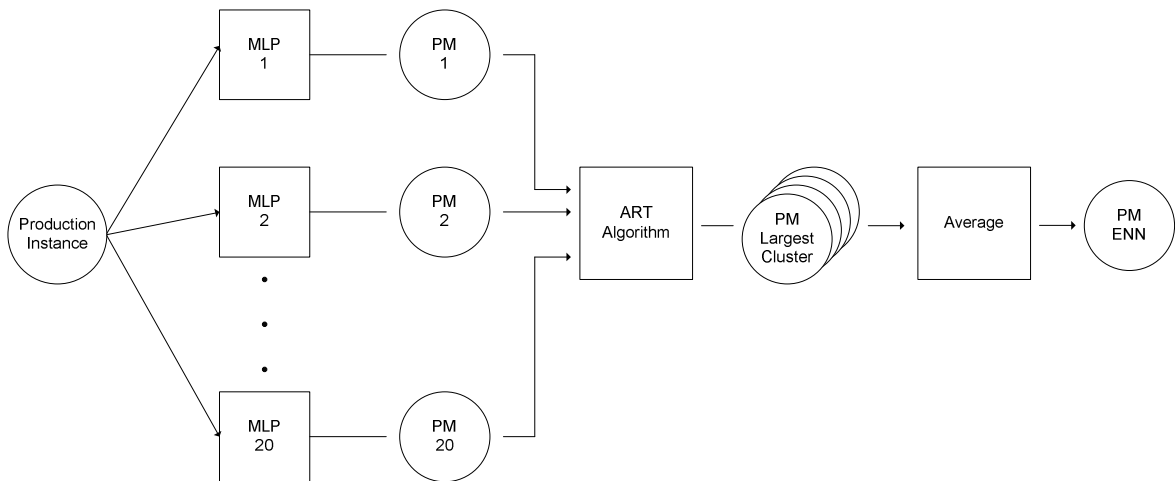 MLP
1
PM
1
Production
Instance
MLP
2
PM
2
ART
Algorithm
PM
Largest
Cluster
Average
PM
ENN
MLP
20
PM
20